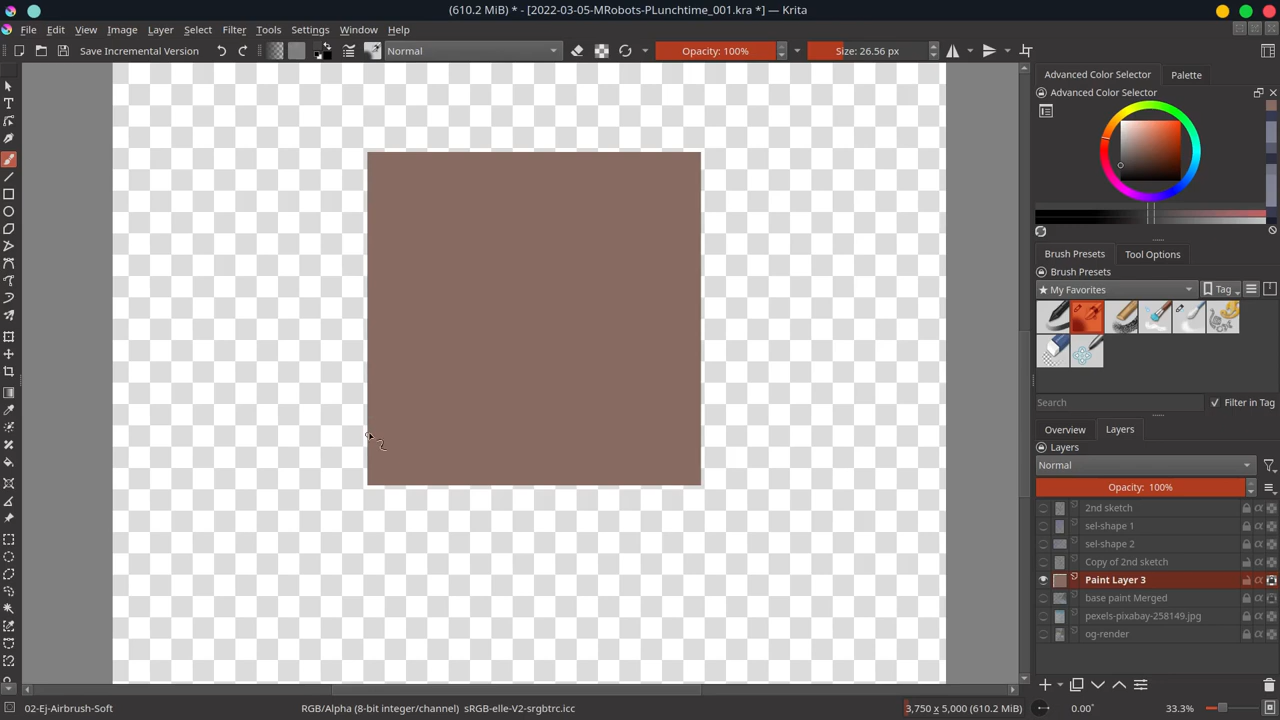 (610.2 MiB) * - [2022-03-05-MRobots-PLunchtime_001.kra *] - Krita
File Edit View Image Layer Select Filter Tools Settings Window Help
Save Incremental Version Normal Opacity: 100% Size: 26.56 px
Advanced Color Selector Palette
Advanced Color Selector
Brush Presets Tool Options
Brush Presets
★ My Favorites Tag
Search Filter in Tag
Overview Layers
Layers
Normal
Opacity: 100%
2nd sketch
sel-shape 1
sel-shape 2
Copy of 2nd sketch
Paint Layer 3
base paint Merged
pexels-pixabay-258149.jpg
og-render
02-Ej-Airbrush-Soft RGB/Alpha (8-bit integer/channel) sRGB-elle-V2-srgbtrc.icc 3,750 x 5,000 (610.2 MiB) 0.00° 33.3%